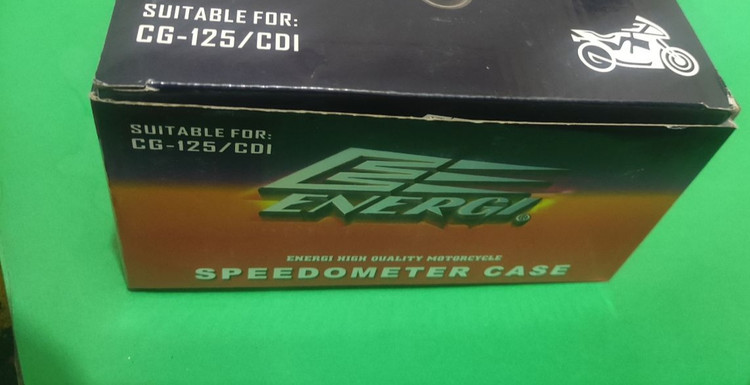 SUITABLE FOR:
CG-125/CDI
SUITABLE FOR:
CG-125/CDI
ENERGI®
ENERGI HIGH QUALITY MOTORCYCLE
SPEEDOMETER CASE